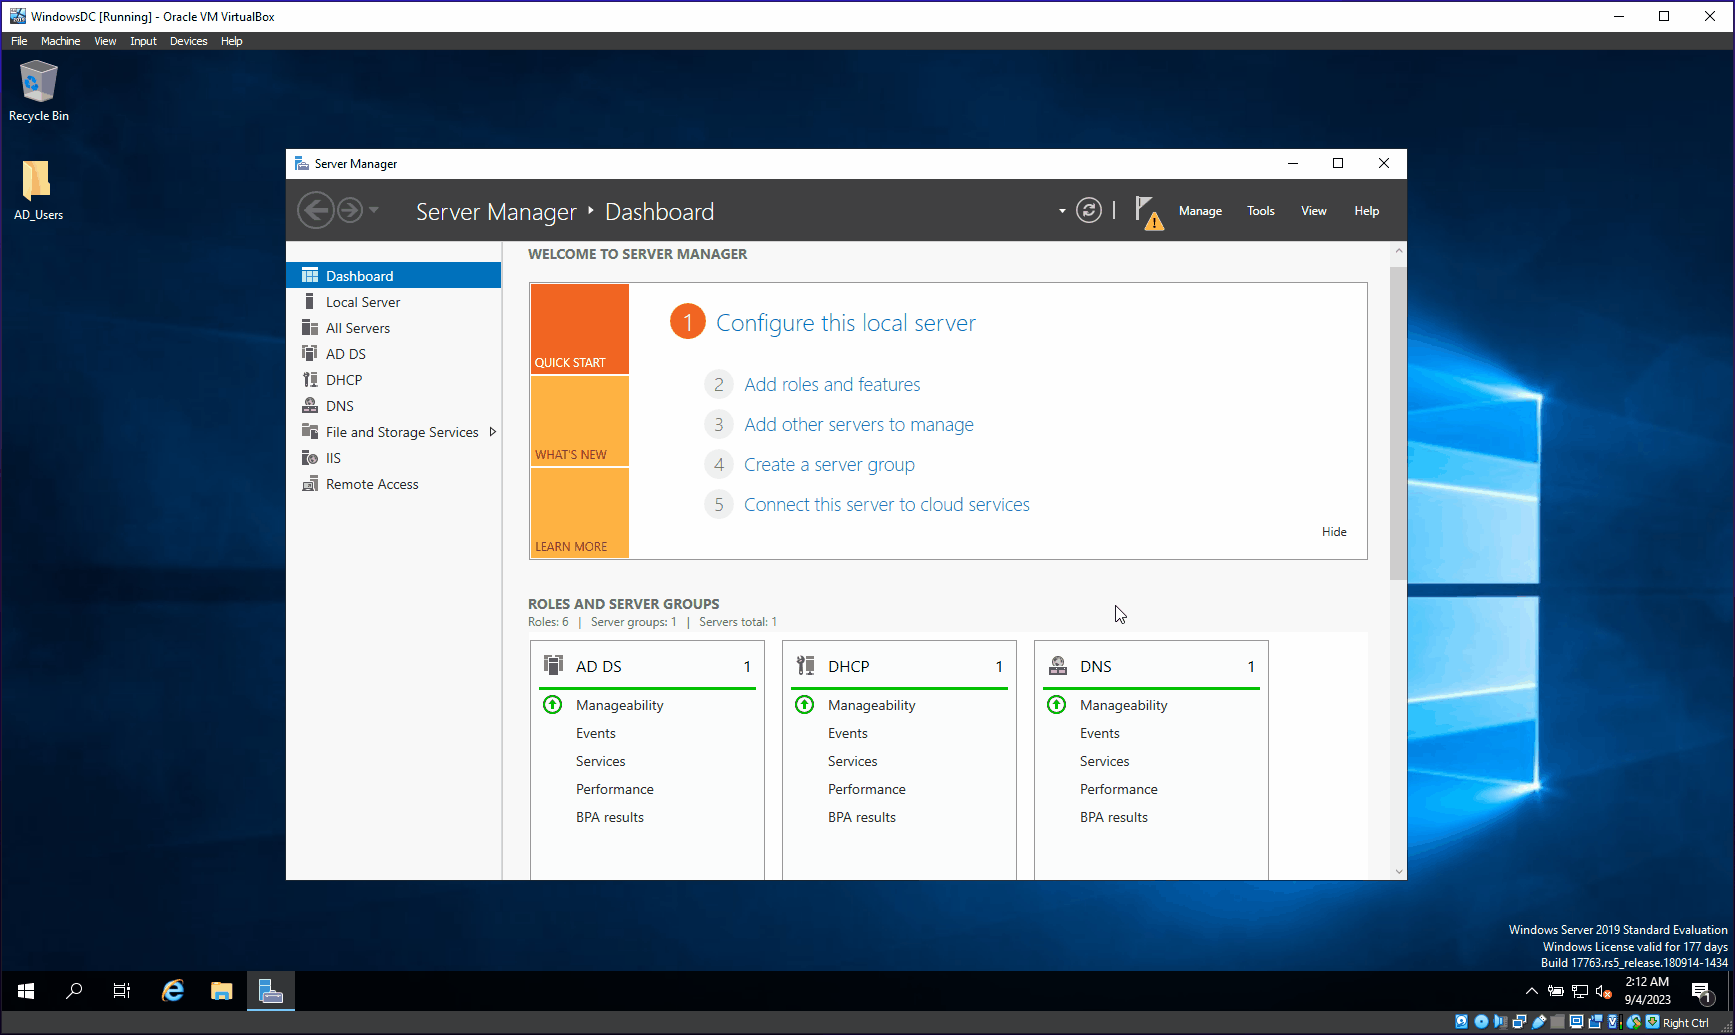 WindowsDC [Running] - Oracle VM VirtualBox
File Machine View Input Devices Help
Recycle Bin
AD_Users
Server Manager
Server Manager Dashboard
Manage Tools View Help
Dashboard
Local Server
All Servers
AD DS
DHCP
DNS
File and Storage Services
IIS
Remote Access
WELCOME TO SERVER MANAGER
QUICK START
WHAT'S NEW
LEARN MORE
1 Configure this local server
2 Add roles and features
3 Add other servers to manage
4 Create a server group
5 Connect this server to cloud services
Hide
ROLES AND SERVER GROUPS
Roles: 6 | Server groups: 1 | Servers total: 1
AD DS 1
Manageability
Events
Services
Performance
BPA results
DHCP 1
Manageability
Events
Services
Performance
BPA results
DNS 1
Manageability
Events
Services
Performance
BPA results
Windows Server 2019 Standard Evaluation
Windows License valid for 177 days
Build 17763.rs5_release.180914-1434
2:12 AM
9/4/2023
1
Right Ctrl